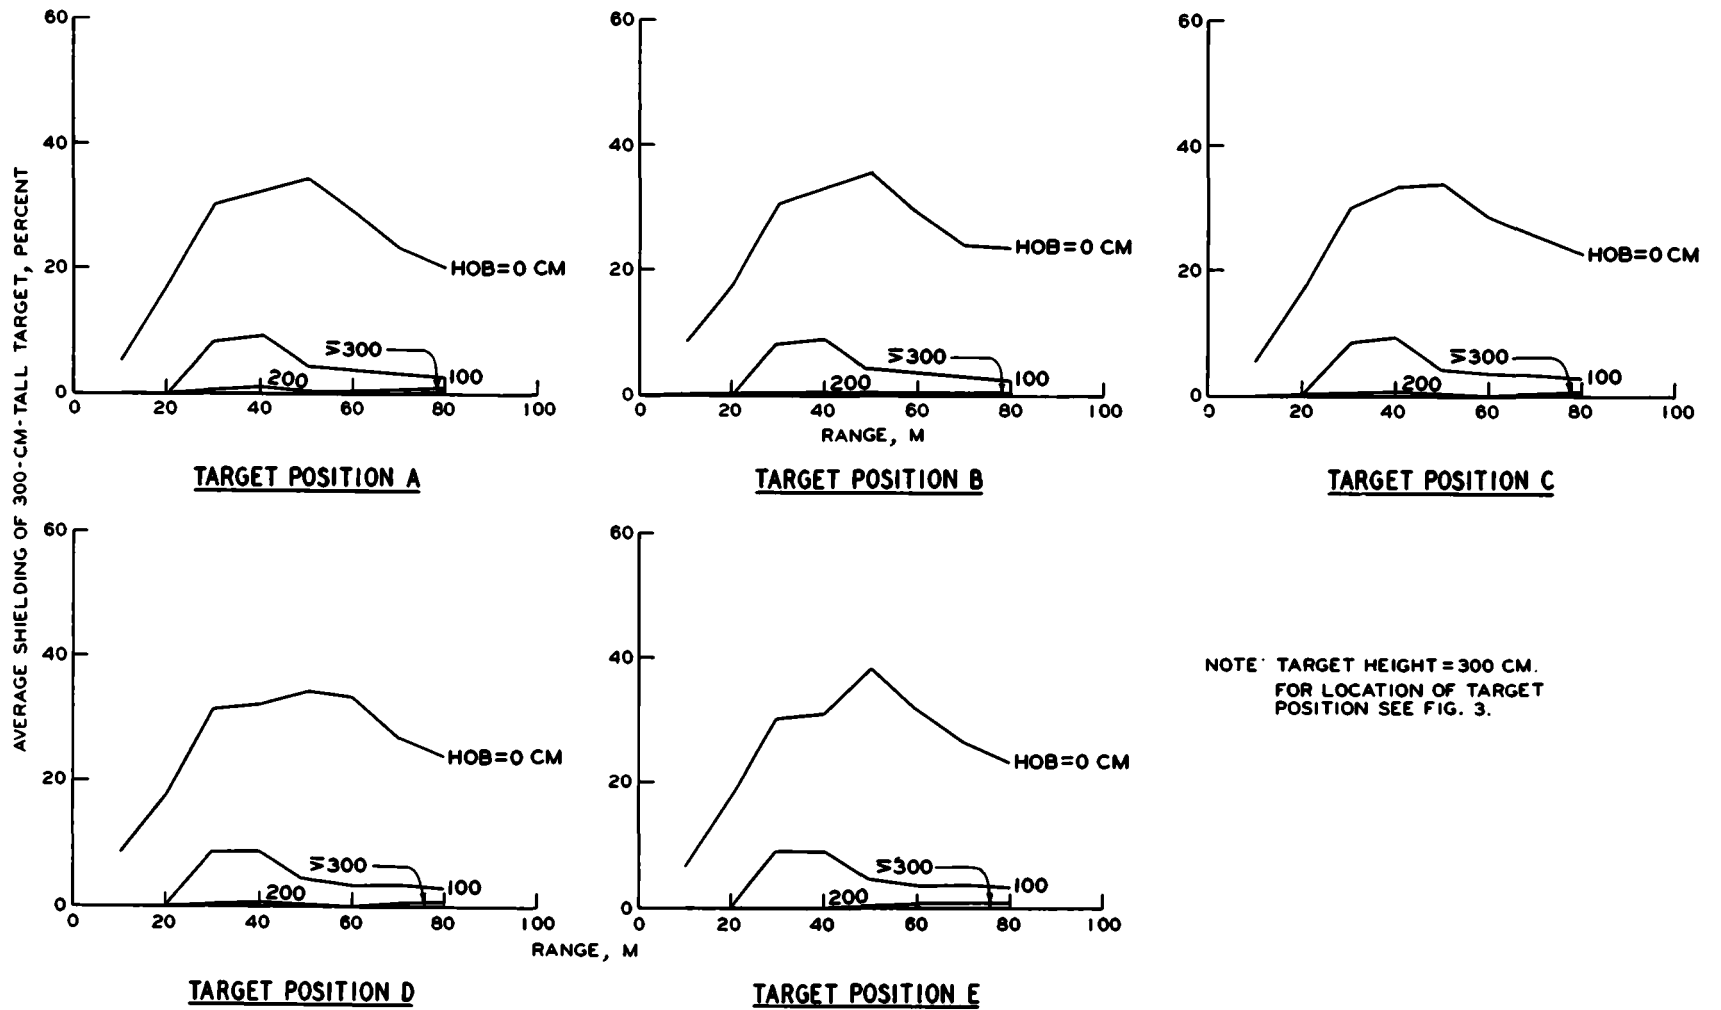 AVERAGE SHIELDING OF 300-CM-TALL TARGET, PERCENT
60
40
20
0
HOB=0 CM
≥300
200
100
0 20 40 60 80 100
TARGET POSITION A
60
40
20
0
HOB=0 CM
≥300
200
100
0 20 40 60 80 100
RANGE, M
TARGET POSITION B
60
40
20
0
HOB=0 CM
≥300
200
100
0 20 40 60 80 100
TARGET POSITION C
60
40
20
0
HOB=0 CM
≥300
200
100
0 20 40 60 80 100
RANGE, M
TARGET POSITION D
60
40
20
0
HOB=0 CM
≥300
200
100
0 20 40 60 80 100
TARGET POSITION E
NOTE: TARGET HEIGHT=300 CM.
FOR LOCATION OF TARGET
POSITION SEE FIG. 3.